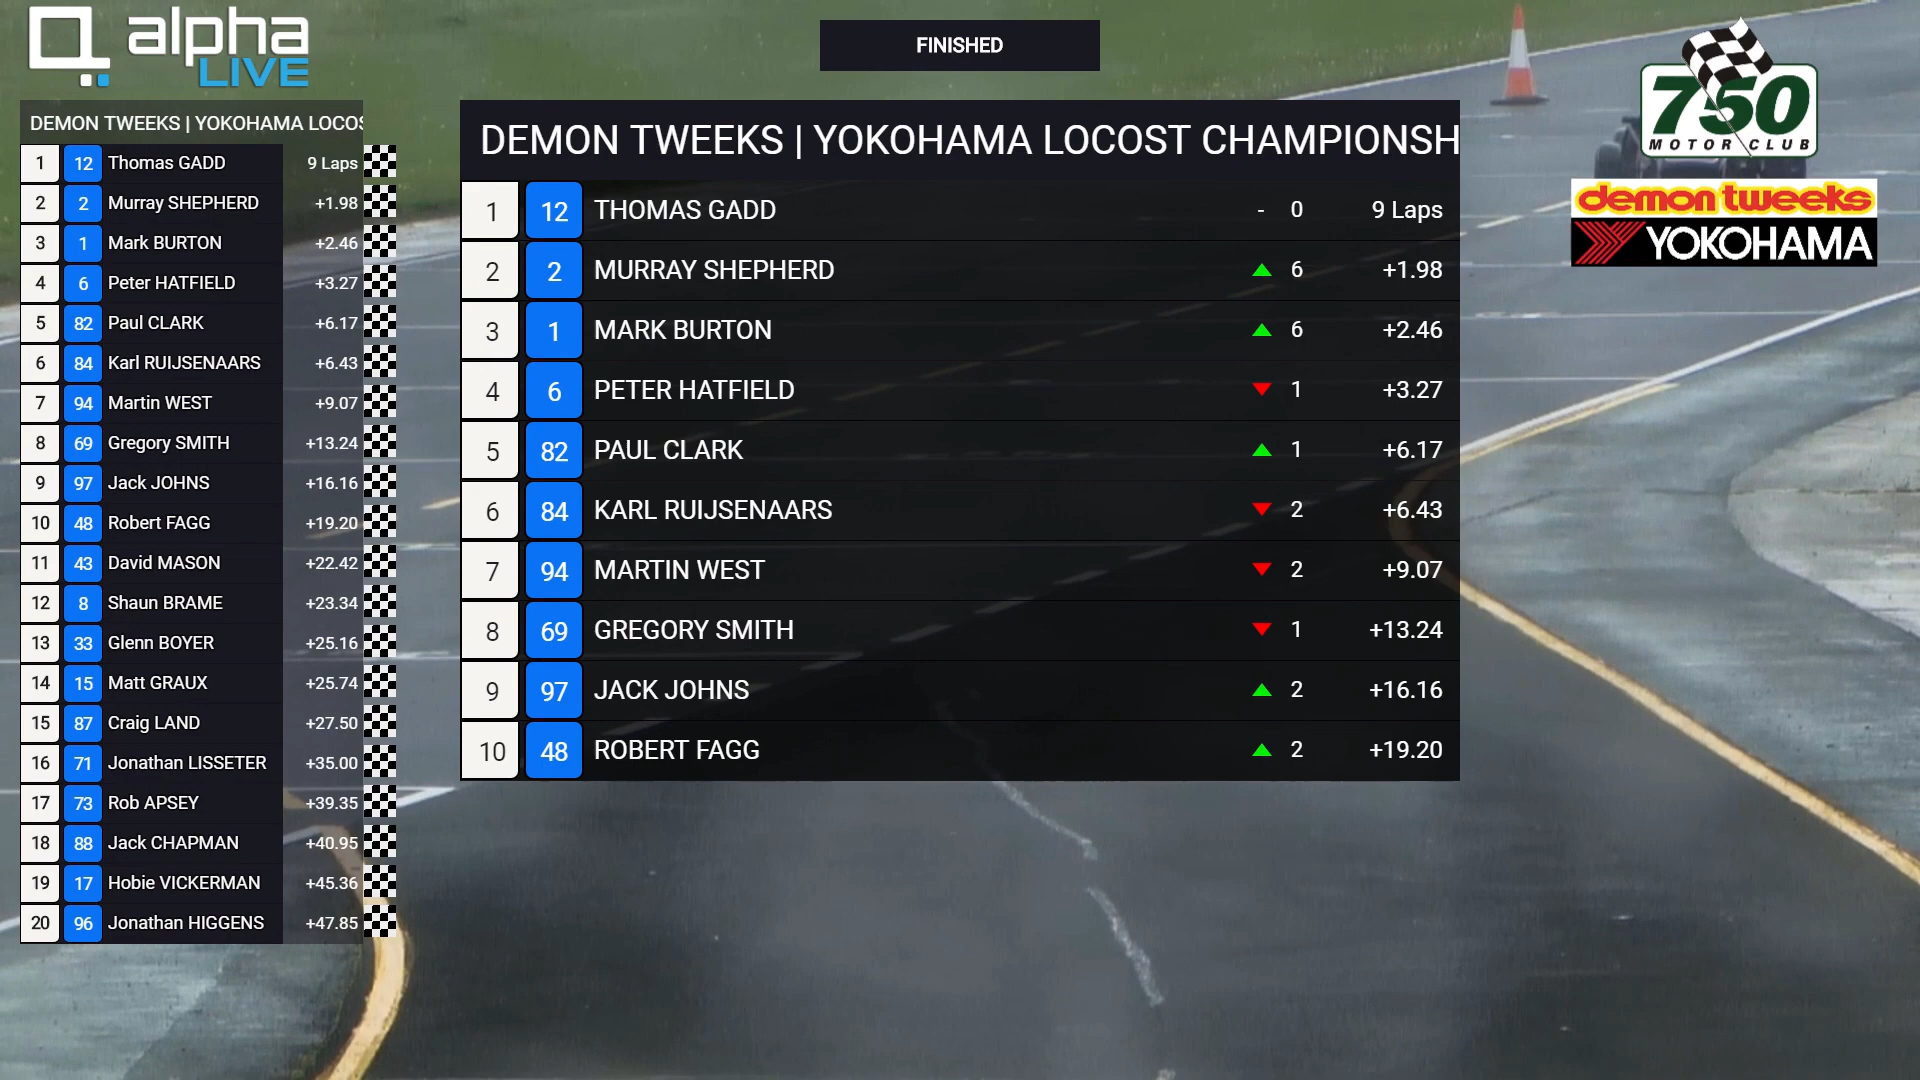 alpha
LIVE
FINISHED
750
MOTOR CLUB
demon tweeks
YOKOHAMA
DEMON TWEEKS | YOKOHAMA LOCOS
1 12 Thomas GADD 9 Laps
2 2 Murray SHEPHERD +1.98
3 1 Mark BURTON +2.46
4 6 Peter HATFIELD +3.27
5 82 Paul CLARK +6.17
6 84 Karl RUIJSENAARS +6.43
7 94 Martin WEST +9.07
8 69 Gregory SMITH +13.24
9 97 Jack JOHNS +16.16
10 48 Robert FAGG +19.20
11 43 David MASON +22.42
12 8 Shaun BRAME +23.34
13 33 Glenn BOYER +25.16
14 15 Matt GRAUX +25.74
15 87 Craig LAND +27.50
16 71 Jonathan LISSETER +35.00
17 73 Rob APSEY +39.35
18 88 Jack CHAPMAN +40.95
19 17 Hobie VICKERMAN +45.36
20 96 Jonathan HIGGENS +47.85
DEMON TWEEKS | YOKOHAMA LOCOST CHAMPIONSH
1 12 THOMAS GADD - 0 9 Laps
2 2 MURRAY SHEPHERD 6 +1.98
3 1 MARK BURTON 6 +2.46
4 6 PETER HATFIELD 1 +3.27
5 82 PAUL CLARK 1 +6.17
6 84 KARL RUIJSENAARS 2 +6.43
7 94 MARTIN WEST 2 +9.07
8 69 GREGORY SMITH 1 +13.24
9 97 JACK JOHNS 2 +16.16
10 48 ROBERT FAGG 2 +19.20